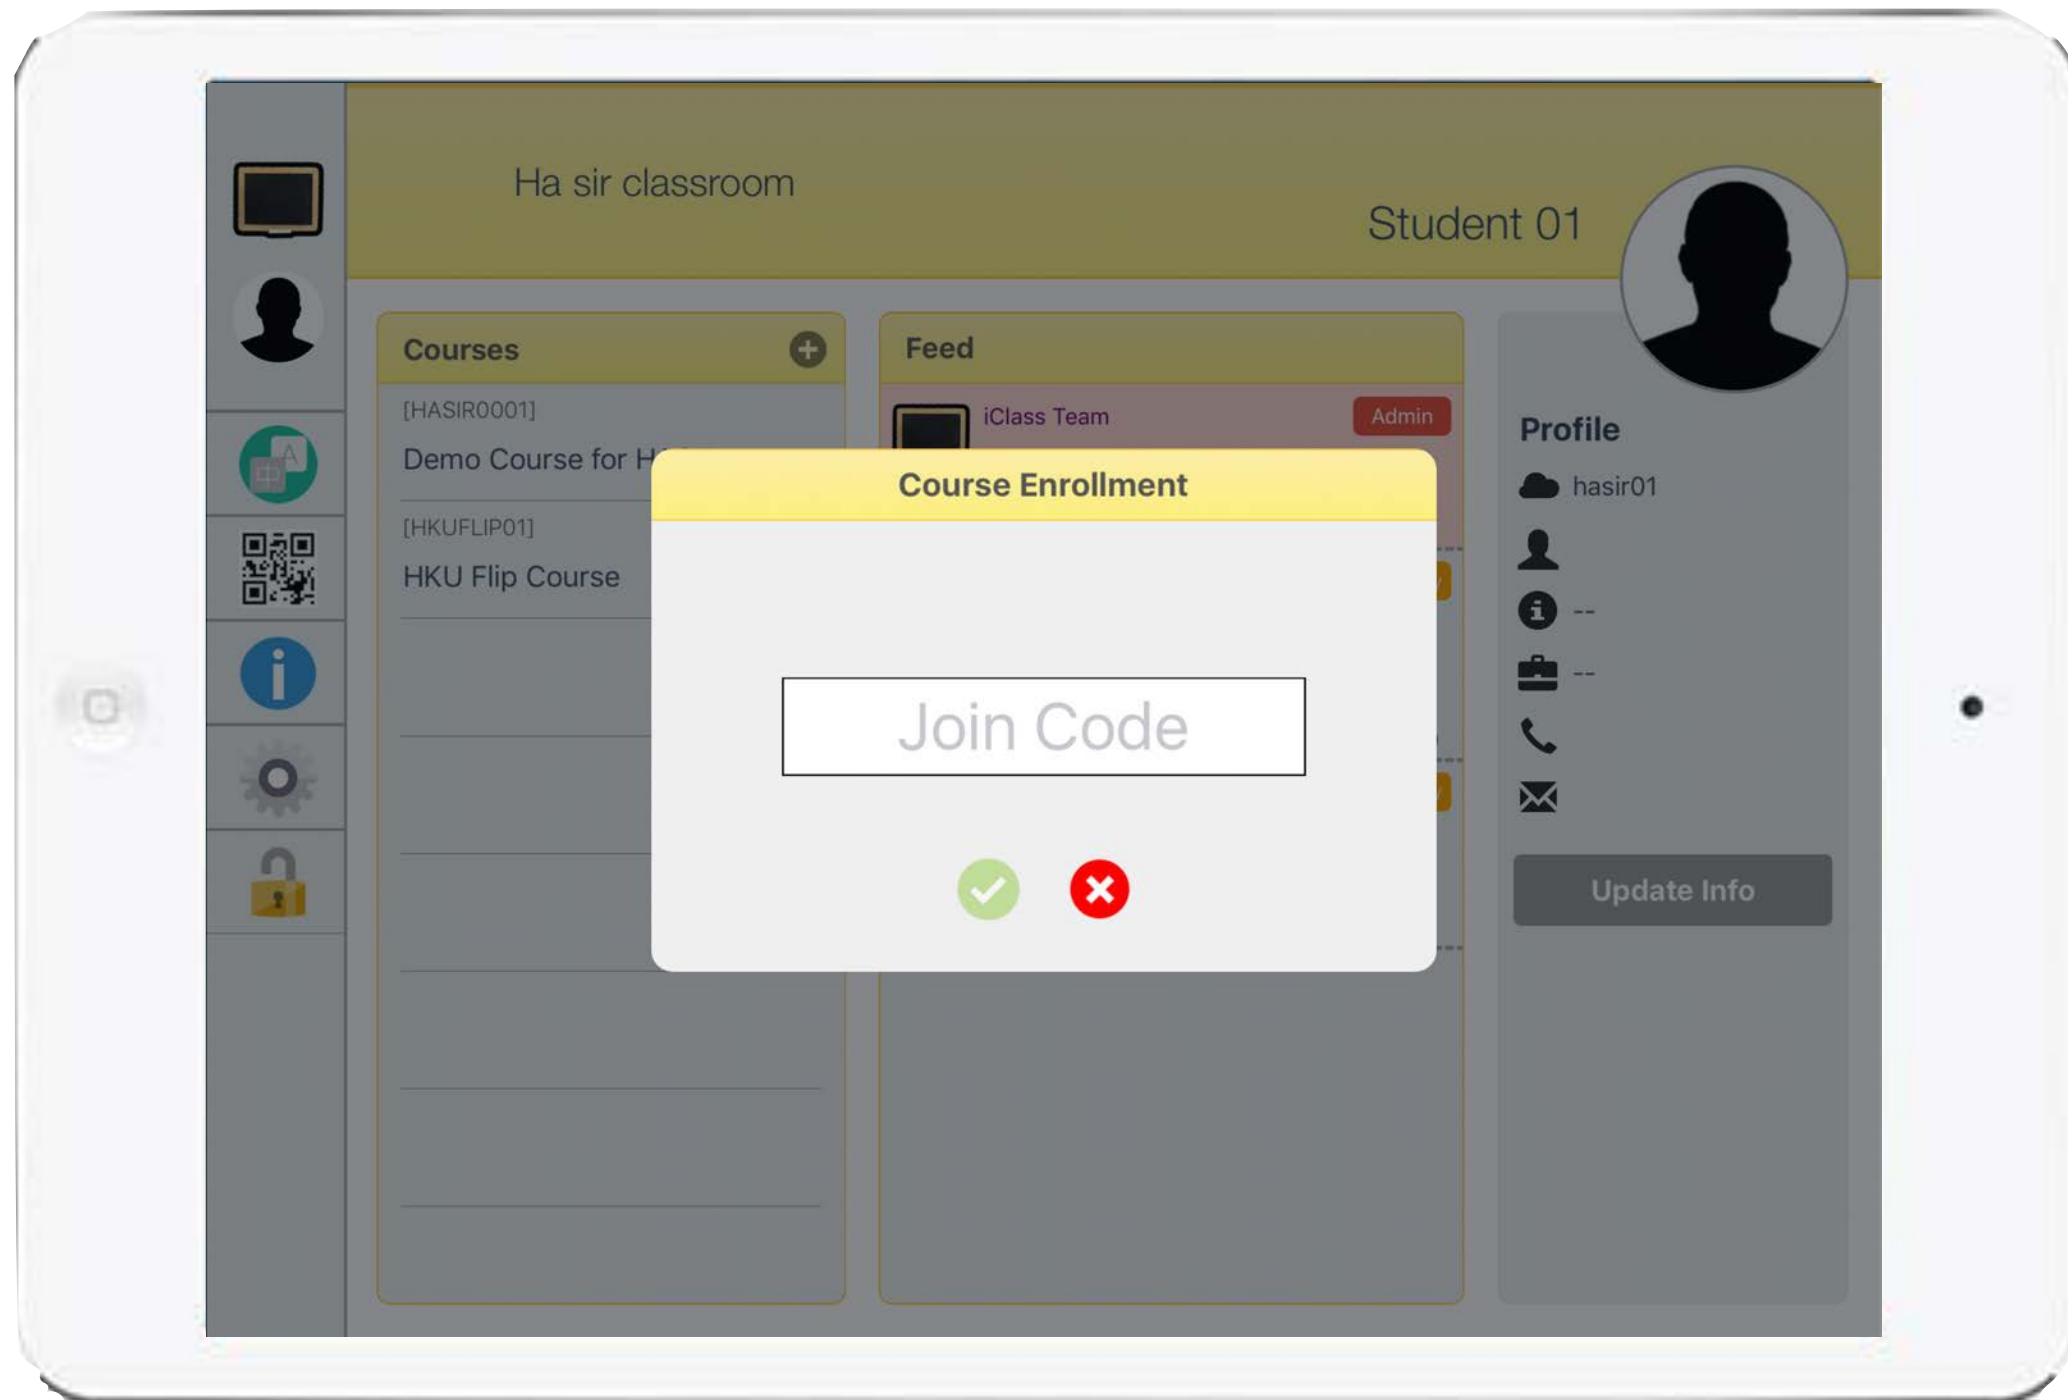 Ha sir classroom
Student 01
Courses
[HASIR0001]
Demo Course for
[HKUFLIP01]
HKU Flip Course
Feed
iClass Team
Admin
Course Enrollment
Join Code
Profile
hasir01
--
--
Update Info